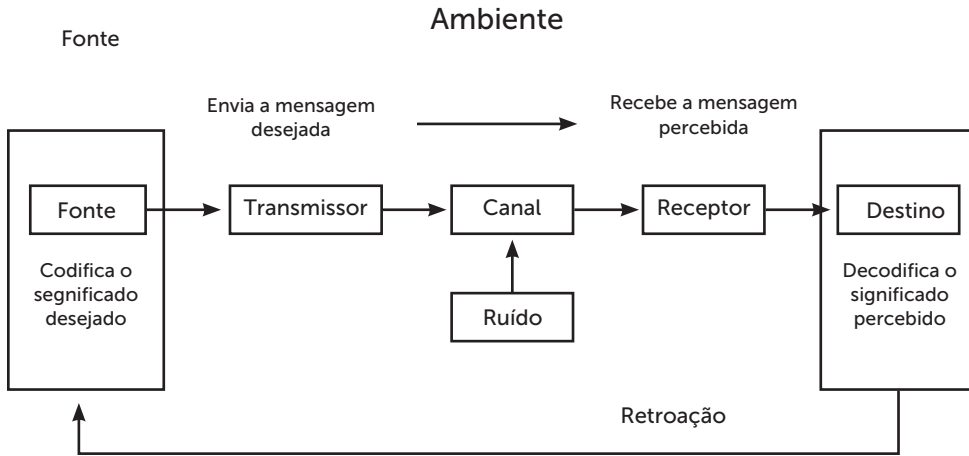 Ambiente
Fonte
Envia a mensagem
desejada
Recebe a mensagem
percebida
Fonte
Transmissor
Canal
Receptor
Destino
Codifica o
segnificado
desejado
Decodifica o
significado
percebido
Ruído
Retroação